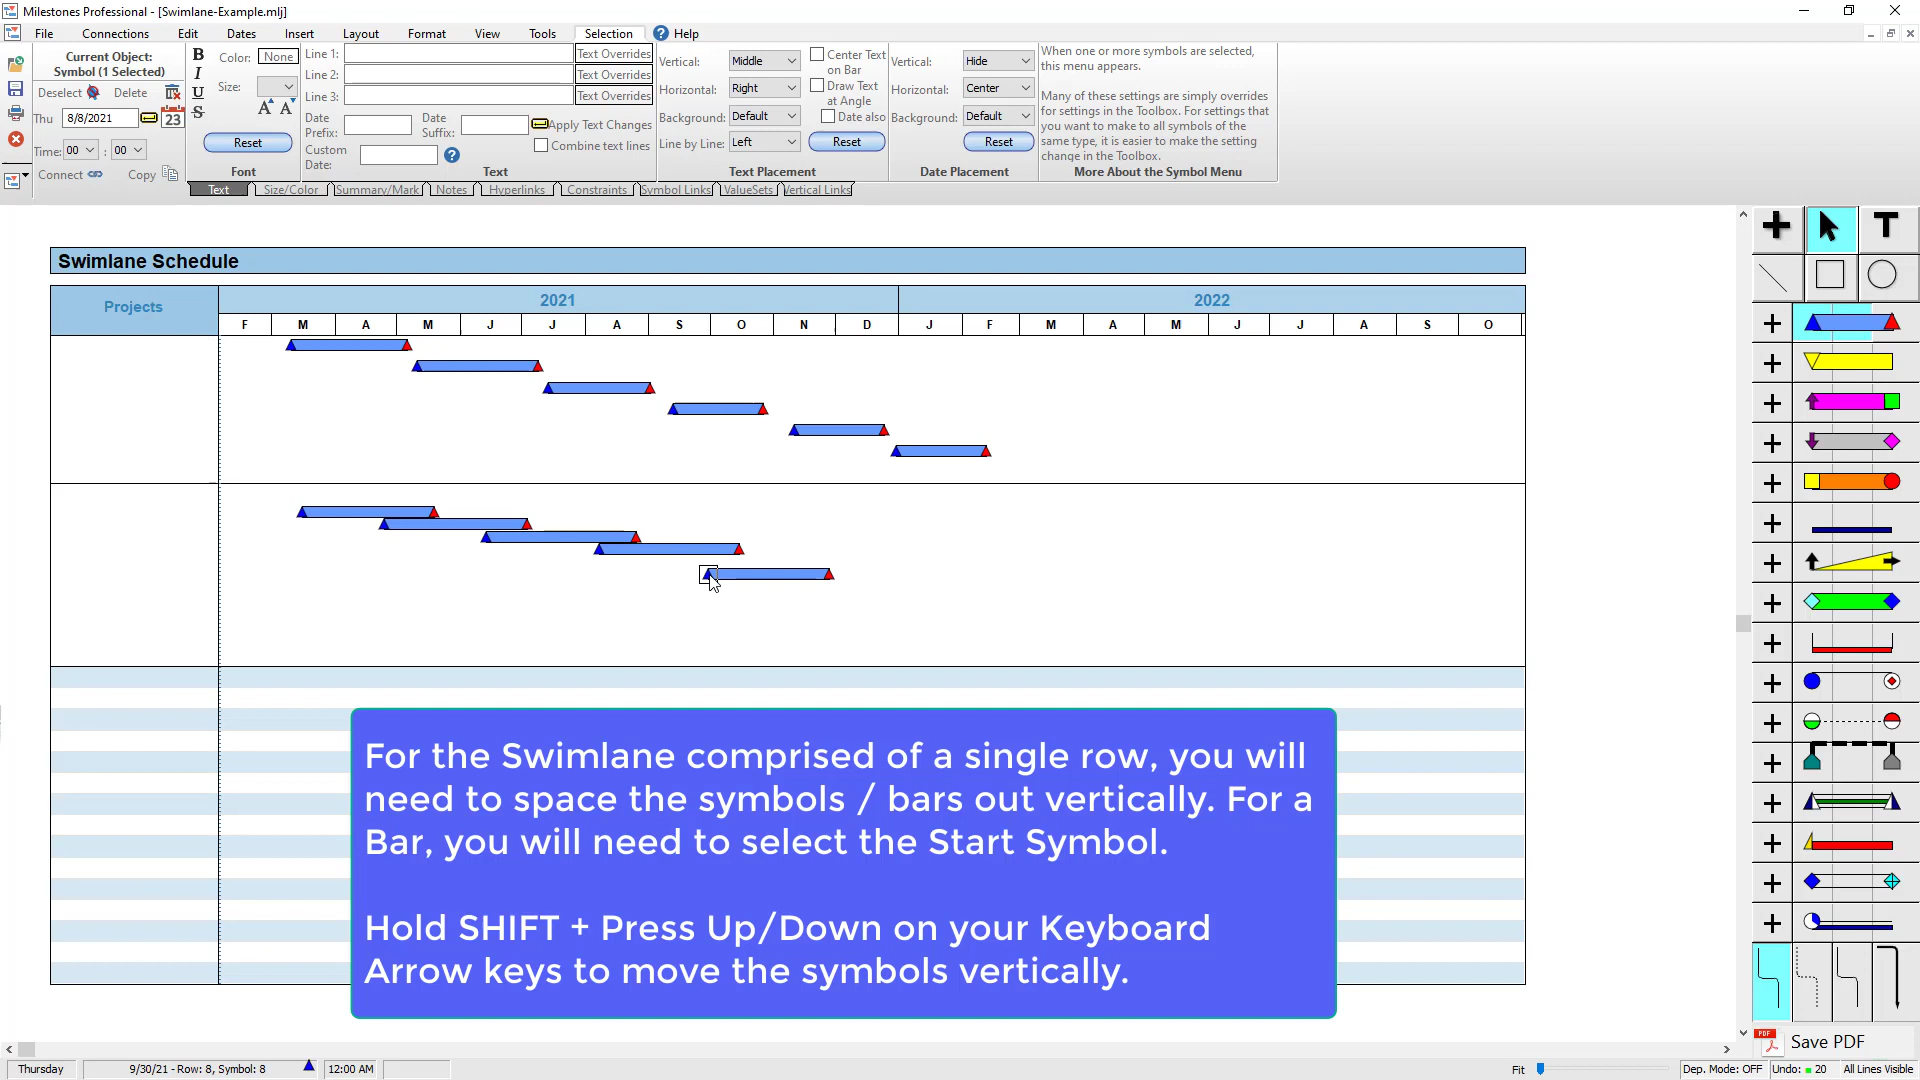 Milestones Professional - [Swimlane-Example.mlj]
File Connections Edit Dates Insert Layout Format View Tools Selection Help
Current Object:
Symbol (1 Selected)
Deselect Delete
Thu 8/8/2021 23
Time: 00 : 00
Connect Copy
B
I
U
S
Color: None
Size:
A A
Reset
Font
Line 1: Text Overrides
Line 2: Text Overrides
Line 3: Text Overrides
Date Prefix: Date Suffix: Apply Text Changes
Custom Date: Combine text lines
Text
Vertical: Middle
Horizontal: Right
Background: Default
Line by Line: Left
Center Text on Bar
Draw Text at Angle
Date also
Reset
Text Placement
Vertical: Hide
Horizontal: Center
Background: Default
Reset
Date Placement
When one or more symbols are selected,
this menu appears.
Many of these settings are simply overrides
for settings in the Toolbox. For settings that
you want to make to all symbols of the
same type, it is easier to make the setting
change in the Toolbox.
More About the Symbol Menu
Text Size/Color Summary/Mark Notes Hyperlinks Constraints Symbol Links ValueSets Vertical Links
T
Swimlane Schedule
Projects 2021 2022
F M A M J J A S O N D J F M A M J J A S O
For the Swimlane comprised of a single row, you will
need to space the symbols / bars out vertically. For a
Bar, you will need to select the Start Symbol.
Hold SHIFT + Press Up/Down on your Keyboard
Arrow keys to move the symbols vertically.
PDF Save PDF
Thursday 9/30/21 - Row: 8, Symbol: 8 12:00 AM Fit Dep. Mode: OFF Undo: 20 All Lines Visible